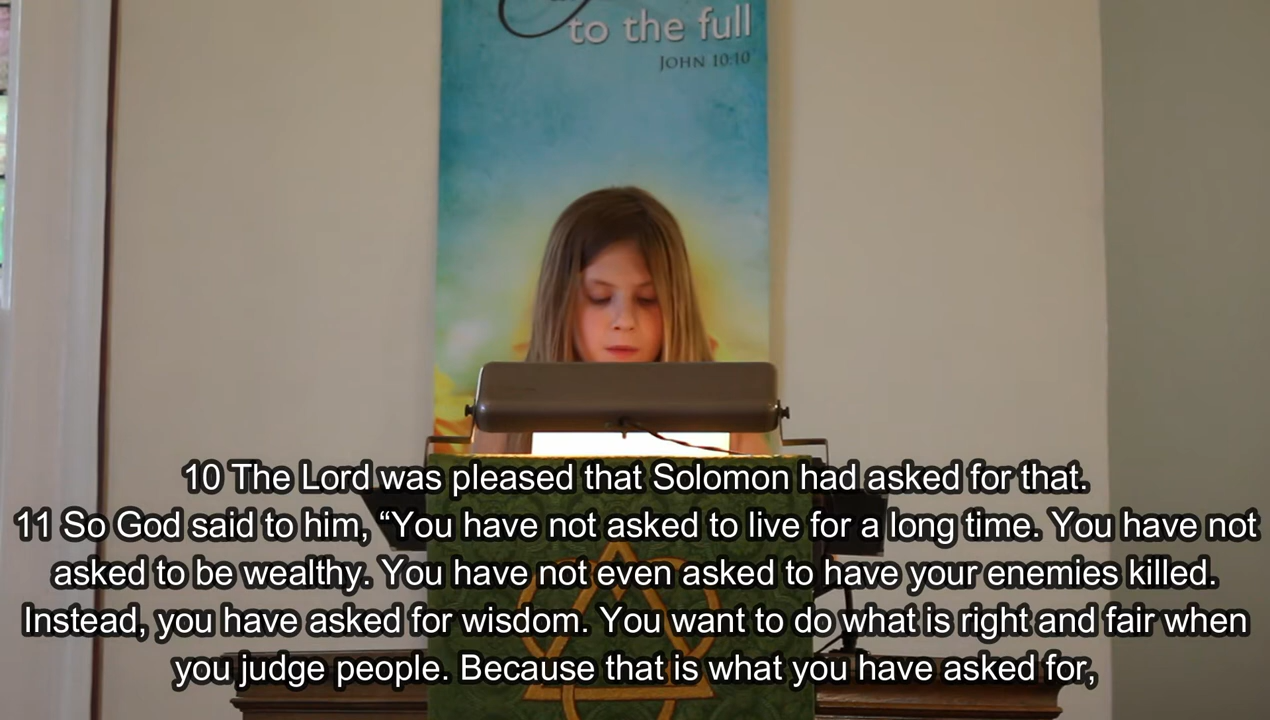 to the full
JOHN 10:10
10 The Lord was pleased that Solomon had asked for that.
11 So God said to him, “You have not asked to live for a long time. You have not
asked to be wealthy. You have not even asked to have your enemies killed.
Instead, you have asked for wisdom. You want to do what is right and fair when
you judge people. Because that is what you have asked for,